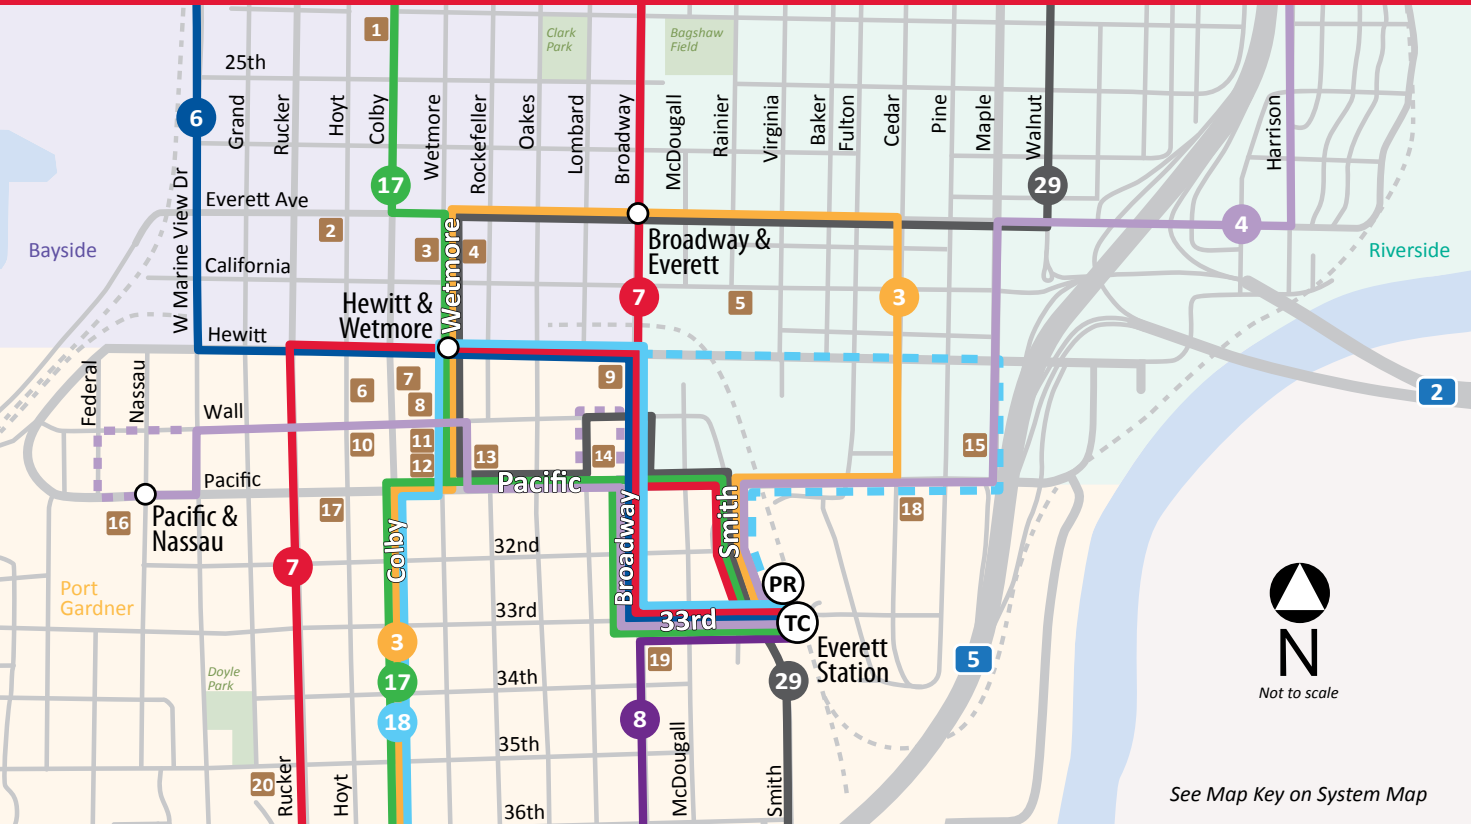 1
Clark
Park
Bagshaw
Field
25th
6
Grand
Rucker
Hoyt
Colby
Wetmore
Rockefeller
Oakes
Lombard
Broadway
McDougall
Rainier
Virginia
Baker
Fulton
Cedar
Pine
Maple
Walnut
Harrison
17
29
W Marine View Dr
Everett Ave
2
3
4
Wetmore
Broadway &
Everett
4
Bayside
Riverside
California
Hewitt &
Wetmore
7
5
3
Hewitt
Federal
Nassau
6
7
8
9
2
Wall
10
11
12
13
14
15
Pacific
Pacific
16
Pacific &
Nassau
17
18
Colby
Broadway
Smith
32nd
7
Port
Gardner
33rd
PR
TC
33rd
Everett
Station
N
Not to scale
3
17
18
34th
19
29
5
Doyle
Park
8
35th
20
Rucker
Hoyt
McDougall
Smith
36th
See Map Key on System Map